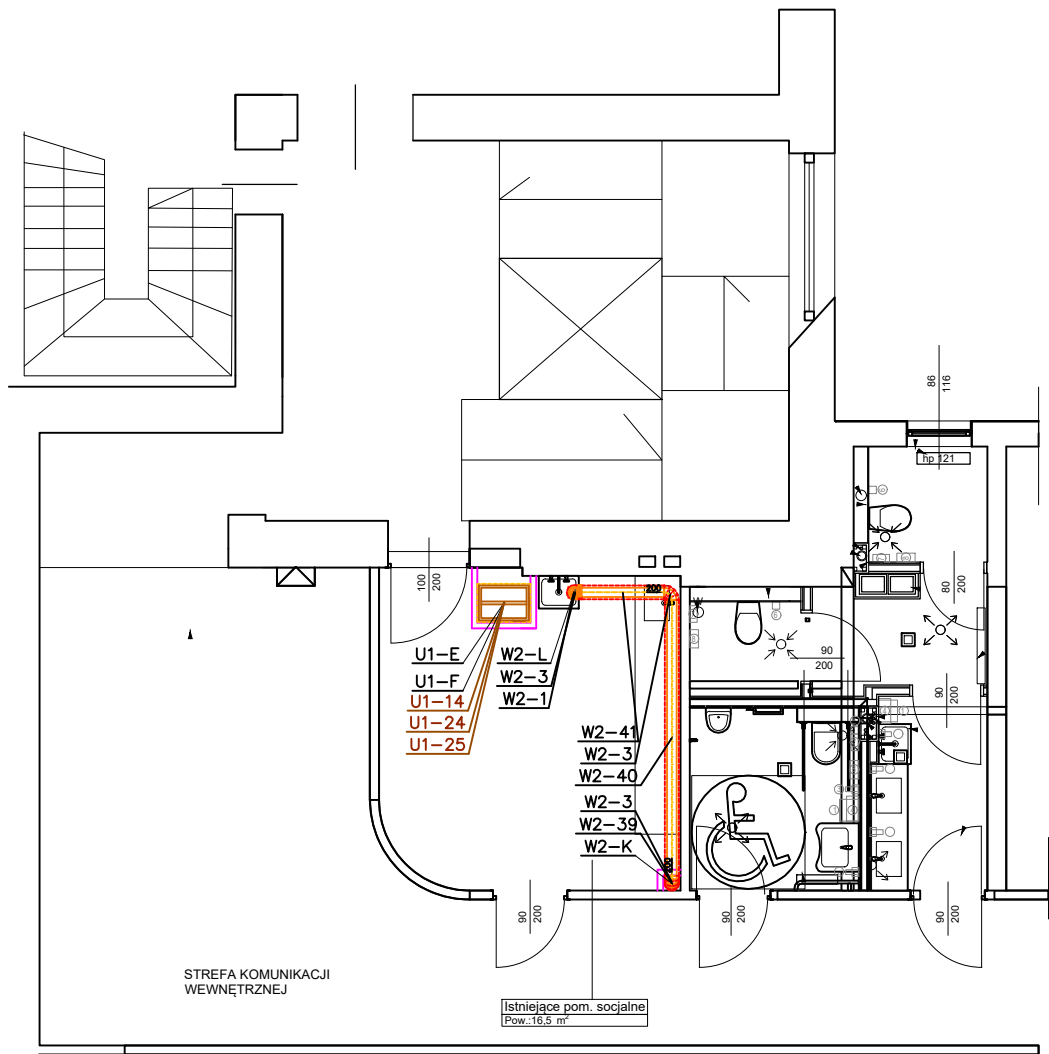 86
116
hp 121
100
200
80
200
200
U1-E
U1-F
U1-14
U1-24
U1-25
W2-L
W2-3
W2-1
90
200
90
200
W2-41
W2-3
W2-40
W2-3
W2-39
W2-K
200
90
200
90
200
90
200
STREFA KOMUNIKACJI
WEWNĘTRZNEJ
Istniejące pom. socjalne
Pow.:16,5 m²